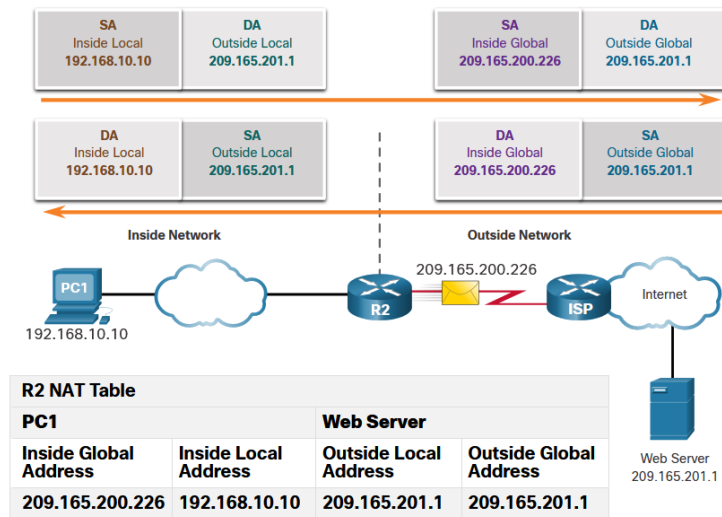 SA
Inside Local
192.168.10.10
DA
Outside Local
209.165.201.1
SA
Inside Global
209.165.200.226
DA
Outside Global
209.165.201.1
DA
Inside Local
192.168.10.10
SA
Outside Local
209.165.201.1
DA
Inside Global
209.165.200.226
SA
Outside Global
209.165.201.1
Inside Network
Outside Network
209.165.200.226
PC1
R2
ISP
Internet
192.168.10.10
Web Server
209.165.201.1
R2 NAT Table
PC1
Web Server
Inside Global
Address
Inside Local
Address
Outside Local
Address
Outside Global
Address
209.165.200.226
192.168.10.10
209.165.201.1
209.165.201.1